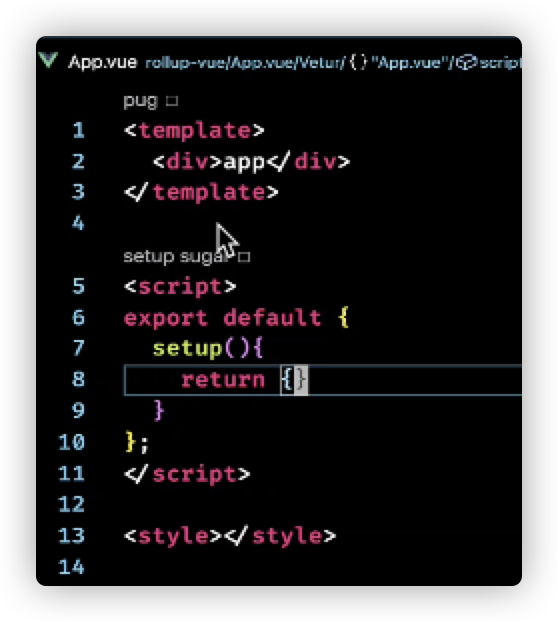 App.vue rollup-vue/App.vue/Vetur/{}"App.vue"/script
pug □
1 <template>
2   <div>app</div>
3 </template>
4
setup sugar □
5 <script>
6 export default {
7   setup(){
8     return {}
9   }
10 };
11 </script>
12
13 <style></style>
14